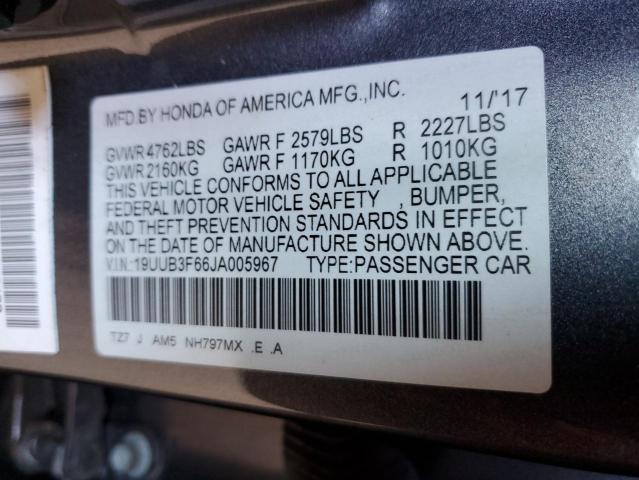 MFD.BY HONDA OF AMERICA MFG.,INC. 11/'17
GVWR 4762LBS GAWR F 2579LBS R 2227LBS
GVWR 2160KG GAWR F 1170KG R 1010KG
THIS VEHICLE CONFORMS TO ALL APPLICABLE
FEDERAL MOTOR VEHICLE SAFETY , BUMPER,
AND THEFT PREVENTION STANDARDS IN EFFECT
ON THE DATE OF MANUFACTURE SHOWN ABOVE.
V.I.N.:19UUB3F66JA005967 TYPE:PASSENGER CAR
TZ7 J AM5 NH797MX .E .A